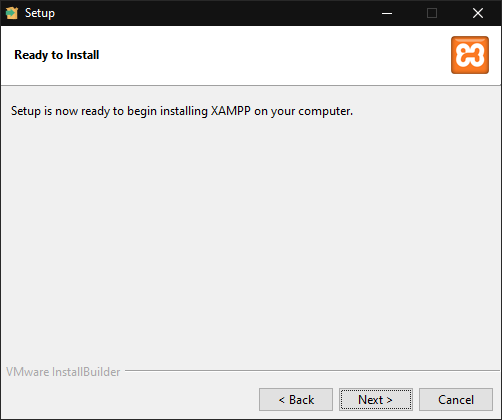 Setup
Ready to Install
Setup is now ready to begin installing XAMPP on your computer.
VMware InstallBuilder
< Back
Next >
Cancel